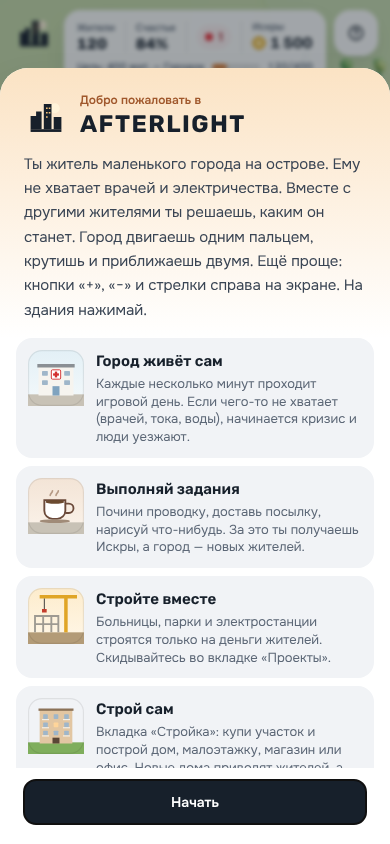 Жители
Счастье
Искры
120
84%
1
1 500
Добро пожаловать в
AFTERLIGHT
Ты житель маленького города на острове. Ему
не хватает врачей и электричества. Вместе с
другими жителями ты решаешь, каким он
станет. Город двигаешь одним пальцем,
крутишь и приближаешь двумя. Ещё проще:
кнопки «+», «−» и стрелки справа на экране. На
здания нажимай.
Город живёт сам
Каждые несколько минут проходит
игровой день. Если чего-то не хватает
(врачей, тока, воды), начинается кризис и
люди уезжают.
Выполняй задания
Почини проводку, доставь посылку,
нарисуй что-нибудь. За это ты получаешь
Искры, а город — новых жителей.
Стройте вместе
Больницы, парки и электростанции
строятся только на деньги жителей.
Скидывайтесь во вкладке «Проекты».
Строй сам
Вкладка «Стройка»: купи участок и
построй дом, малоэтажку, магазин или
офис. Новые дома приводят жителей, а
Начать